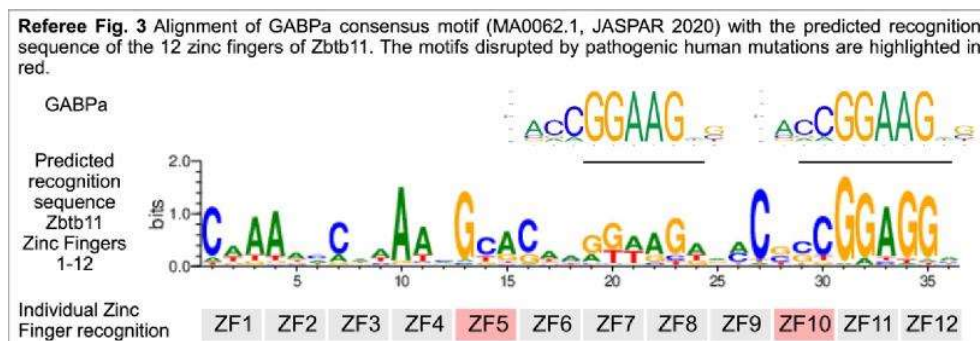 Referee Fig. 3 Alignment of GABPa consensus motif (MA0062.1, JASPAR 2020) with the predicted recognition
sequence of the 12 zinc fingers of Zbtb11. The motifs disrupted by pathogenic human mutations are highlighted in
red.
GABPa
ACCGGAAG G
ACCGGAAG G
Predicted
recognition
sequence
Zbtb11
Zinc Fingers
1-12
bits
2.0
1.0
0.0
5 10 15 20 25 30 35
Individual Zinc
Finger recognition
ZF1 ZF2 ZF3 ZF4 ZF5 ZF6 ZF7 ZF8 ZF9 ZF10 ZF11 ZF12